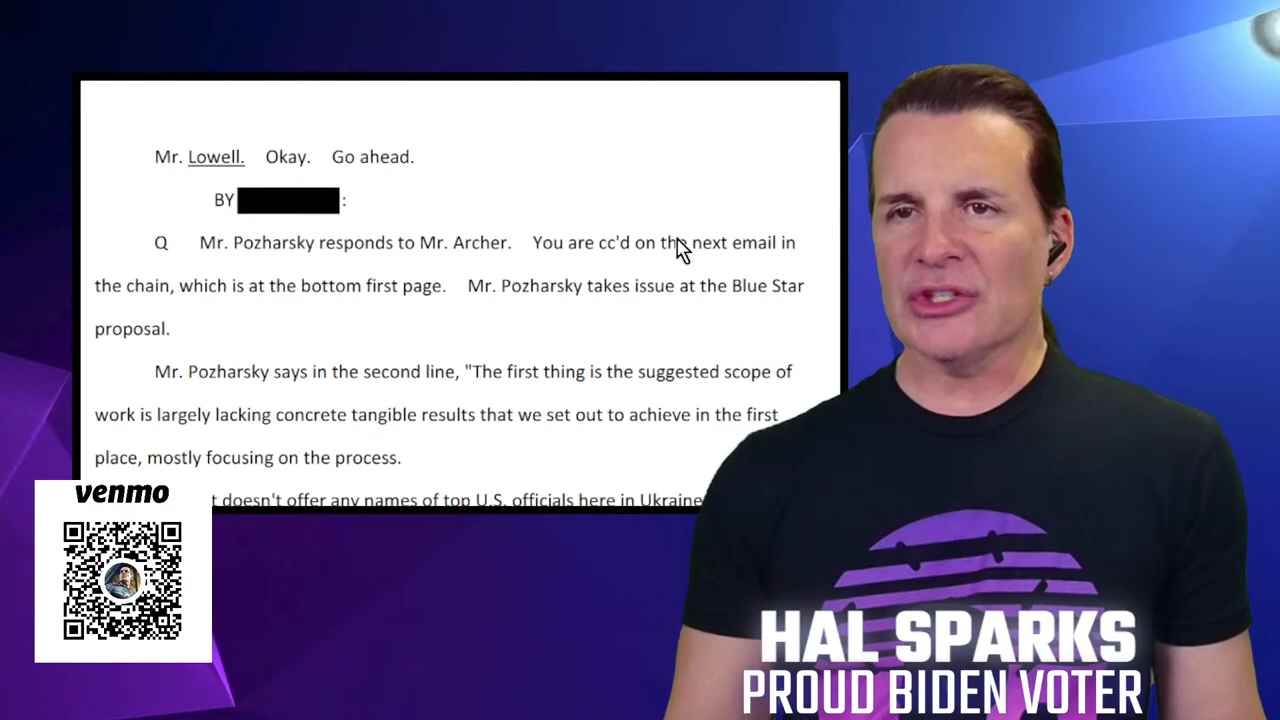 Mr. Lowell. Okay. Go ahead.
BY :
Q Mr. Pozharsky responds to Mr. Archer. You are cc'd on the next email in
the chain, which is at the bottom first page. Mr. Pozharsky takes issue at the Blue Star
proposal.
Mr. Pozharsky says in the second line, "The first thing is the suggested scope of
work is largely lacking concrete tangible results that we set out to achieve in the first
place, mostly focusing on the process.
t doesn't offer any names of top U.S. officials here in Ukraine
venmo
HAL SPARKS
PROUD BIDEN VOTER